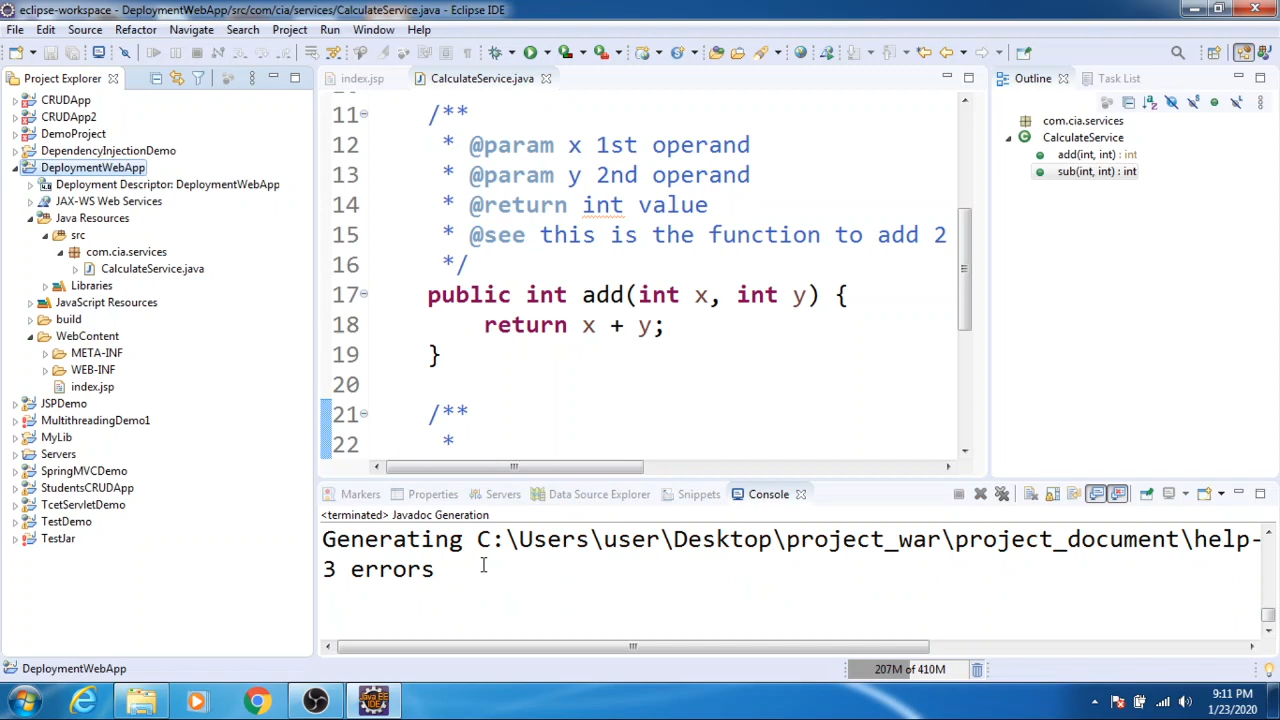 eclipse-workspace - DeploymentWebApp/src/com/cia/services/CalculateService.java - Eclipse IDE
File Edit Source Refactor Navigate Search Project Run Window Help
Project Explorer
CRUDApp
CRUDApp2
DemoProject
DependencyInjectionDemo
DeploymentWebApp
Deployment Descriptor: DeploymentWebApp
JAX-WS Web Services
Java Resources
src
com.cia.services
CalculateService.java
Libraries
JavaScript Resources
build
WebContent
META-INF
WEB-INF
index.jsp
JSPDemo
MultithreadingDemo1
MyLib
Servers
SpringMVCDemo
StudentsCRUDApp
TcetServletDemo
TestDemo
TestJar
index.jsp CalculateService.java
11 /**
12 * @param x 1st operand
13 * @param y 2nd operand
14 * @return int value
15 * @see this is the function to add 2
16 */
17 public int add(int x, int y) {
18 return x + y;
19 }
20
21 /**
22 *
Outline Task List
com.cia.services
CalculateService
add(int, int) : int
sub(int, int) : int
Markers Properties Servers Data Source Explorer Snippets Console
<terminated> Javadoc Generation
Generating C:\Users\user\Desktop\project_war\project_document\help-
3 errors
DeploymentWebApp
207M of 410M
9:11 PM
1/23/2020